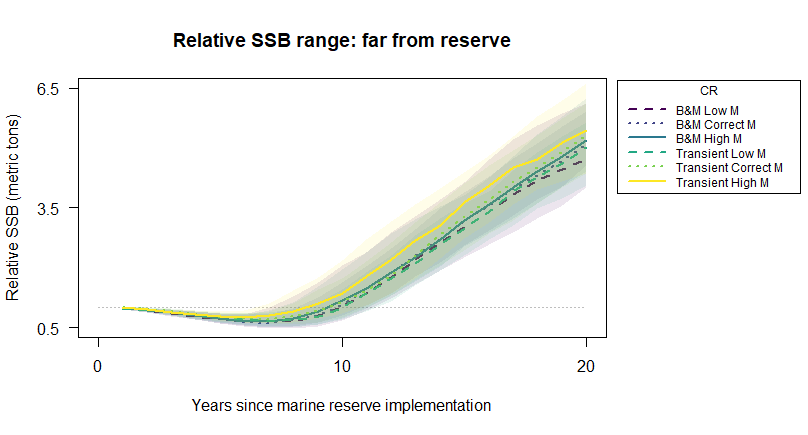 Relative SSB range: far from reserve
CR
B&M Low M
B&M Correct M
B&M High M
Transient Low M
Transient Correct M
Transient High M
Relative SSB (metric tons)
6.5
3.5
0.5
0
10
20
Years since marine reserve implementation